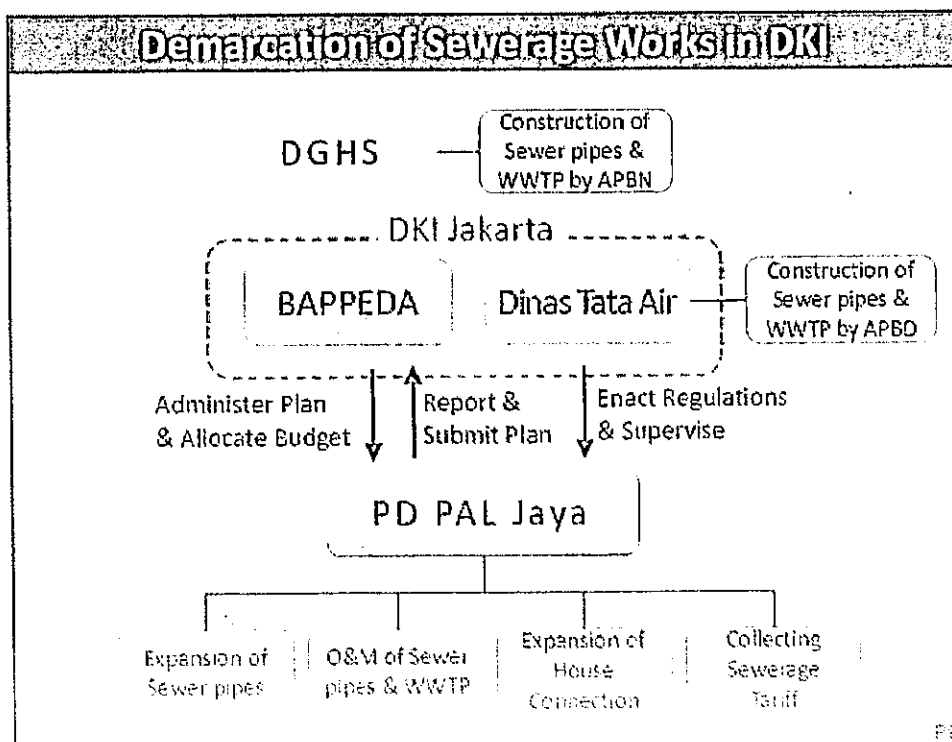 Demarcation of Sewerage Works in DKI
DGHS
Construction of
Sewer pipes &
WWTP by APBN
DKI Jakarta
BAPPEDA
Dinas Tata Air
Construction of
Sewer pipes &
WWTP by APBD
Administer Plan
& Allocate Budget
Report &
Submit Plan
Enact Regulations
& Supervise
PD PAL Jaya
Expansion of
Sewer pipes
O&M of Sewer
pipes & WWTP
Expansion of
House
Connection
Collecting
Sewerage
Tariff